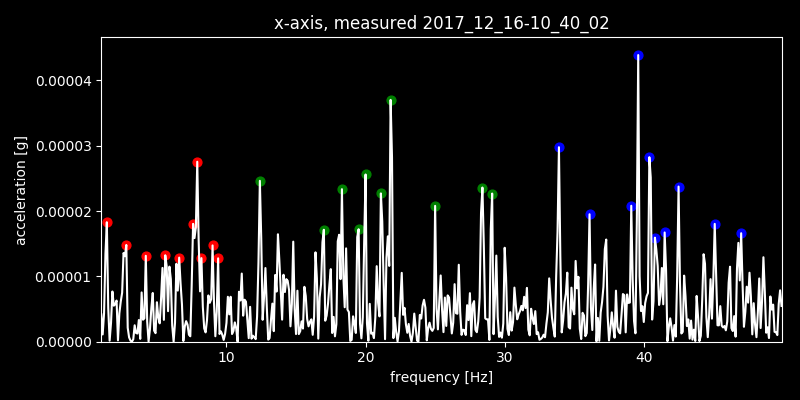 x-axis, measured 2017_12_16-10_40_02
acceleration [g]
0.00004
0.00003
0.00002
0.00001
0.00000
10 20 30 40
frequency [Hz]